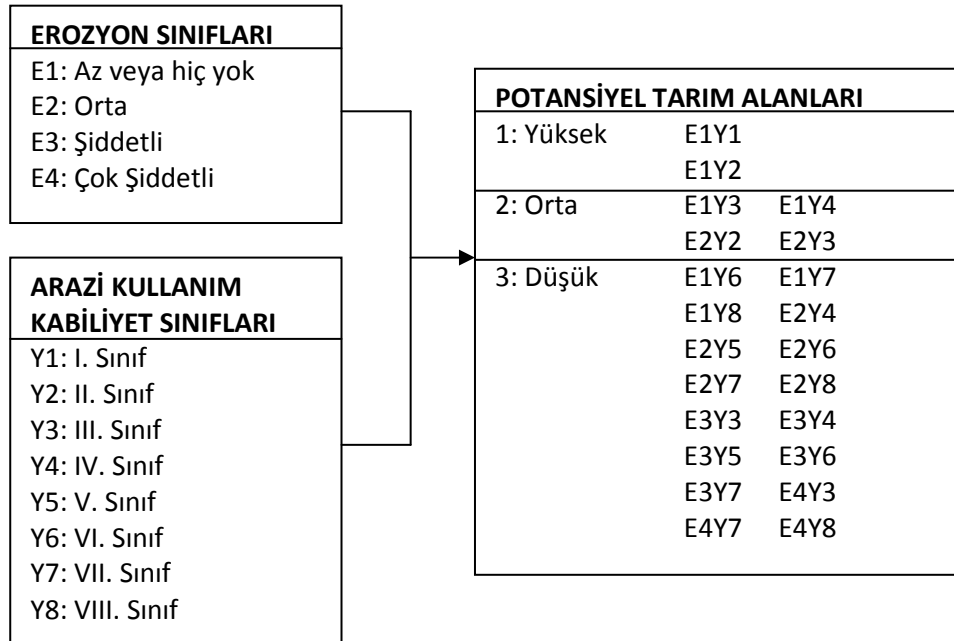 EROZYON SINIFLARI
E1: Az veya hiç yok
E2: Orta
E3: Şiddetli
E4: Çok Şiddetli
ARAZİ KULLANIM
KABİLİYET SINIFLARI
Y1: I. Sınıf
Y2: II. Sınıf
Y3: III. Sınıf
Y4: IV. Sınıf
Y5: V. Sınıf
Y6: VI. Sınıf
Y7: VII. Sınıf
Y8: VIII. Sınıf
POTANSİYEL TARIM ALANLARI
1: Yüksek E1Y1
E1Y2
2: Orta E1Y3 E1Y4
E2Y2 E2Y3
3: Düşük E1Y6 E1Y7
E1Y8 E2Y4
E2Y5 E2Y6
E2Y7 E2Y8
E3Y3 E3Y4
E3Y5 E3Y6
E3Y7 E4Y3
E4Y7 E4Y8